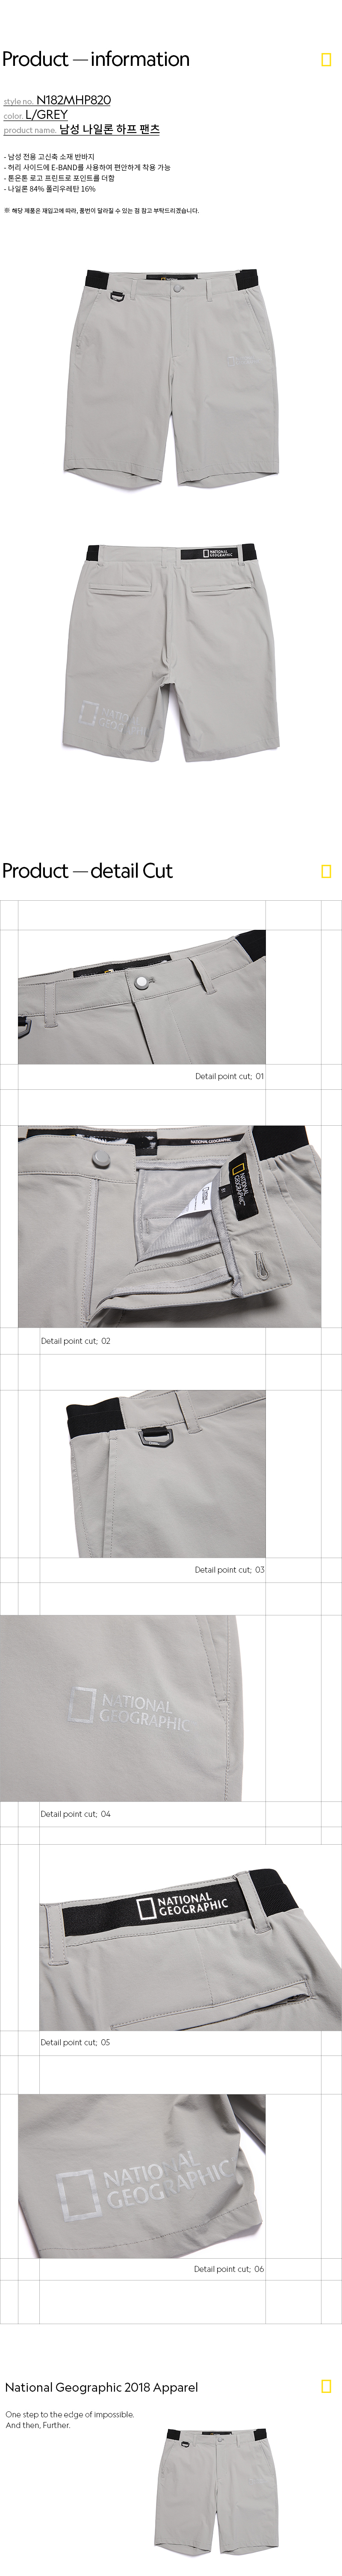 Product — information
style no. N182MHP820
color. L/GREY
product name. 남성 나일론 하프 팬츠
- 남성 전용 고신축 소재 반바지
- 허리 사이드에 E-BAND를 사용하여 편안하게 착용 가능
- 톤온톤 로고 프린트로 포인트를 더함
- 나일론 84% 폴리우레탄 16%
※ 해당 제품은 재입고에 따라, 품번이 달라질 수 있는 점 참고 부탁드리겠습니다.
NATIONAL
GEOGRAPHIC
Product — detail Cut
Detail point cut; 01
NATIONAL GEOGRAPHIC
NATIONAL
GEOGRAPHIC
Detail point cut; 02
Detail point cut; 03
NATIONAL
GEOGRAPHIC
Detail point cut; 04
NATIONAL
GEOGRAPHIC
Detail point cut; 05
NATIONAL
GEOGRAPHIC
Detail point cut; 06
National Geographic 2018 Apparel
One step to the edge of impossible.
And then, Further.